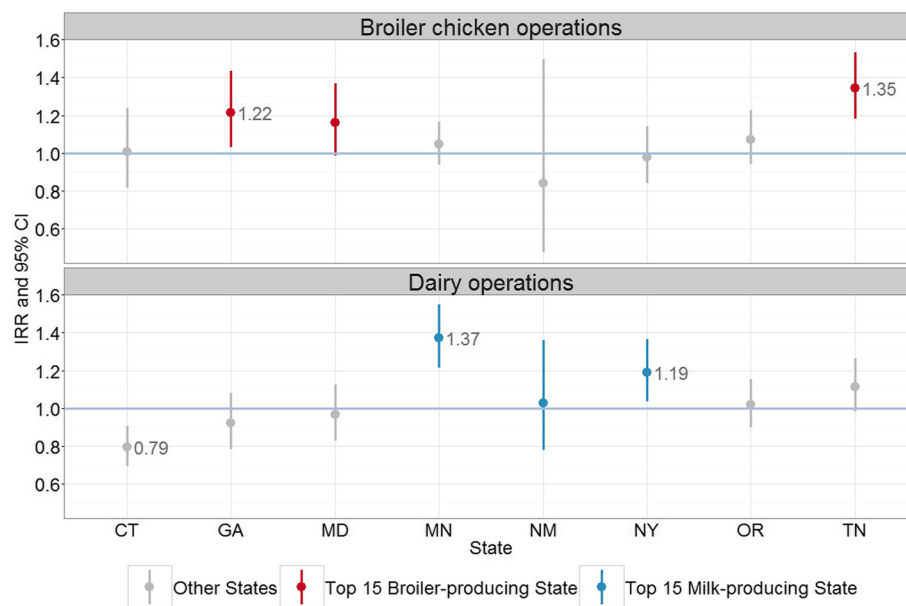 Broiler chicken operations
1.6
1.4
1.2
1.0
0.8
0.6
1.22
1.35
IRR and 95% CI
Dairy operations
1.6
1.4
1.2
1.0
0.8
0.6
0.79
1.37
1.19
CT GA MD MN NM NY OR TN
State
Other States Top 15 Broiler-producing State Top 15 Milk-producing State